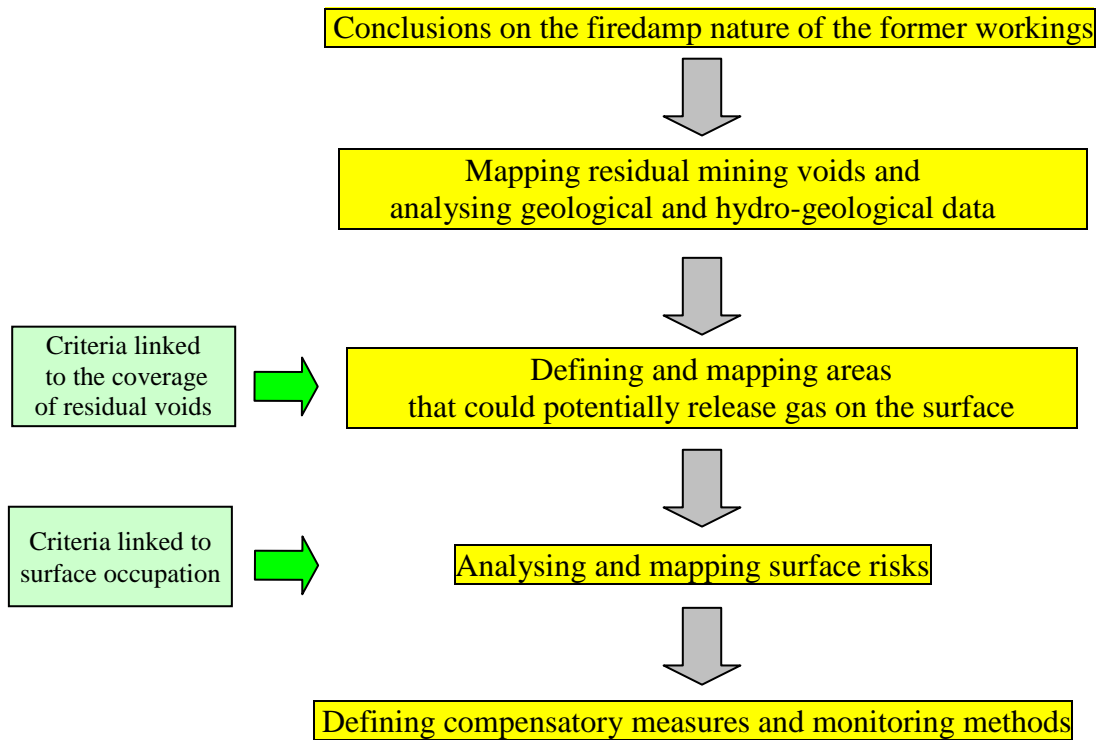 Conclusions on the firedamp nature of the former workings
Mapping residual mining voids and
analysing geological and hydro-geological data
Criteria linked
to the coverage
of residual voids
Defining and mapping areas
that could potentially release gas on the surface
Criteria linked to
surface occupation
Analysing and mapping surface risks
Defining compensatory measures and monitoring methods